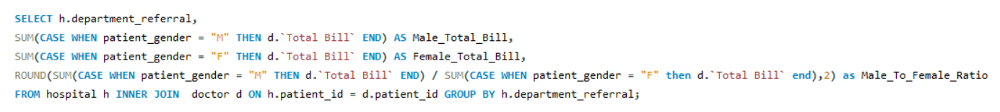 SELECT h.department_referral,
SUM(CASE WHEN patient_gender = "M" THEN d.`Total Bill` END) AS Male_Total_Bill,
SUM(CASE WHEN patient_gender = "F" THEN d.`Total Bill` END) AS Female_Total_Bill,
ROUND(SUM(CASE WHEN patient_gender = "M" THEN d.`Total Bill` END) / SUM(CASE WHEN patient_gender = "F" then d.`Total Bill` end),2) as Male_To_Female_Ratio
FROM hospital h INNER JOIN  doctor d ON h.patient_id = d.patient_id GROUP BY h.department_referral;